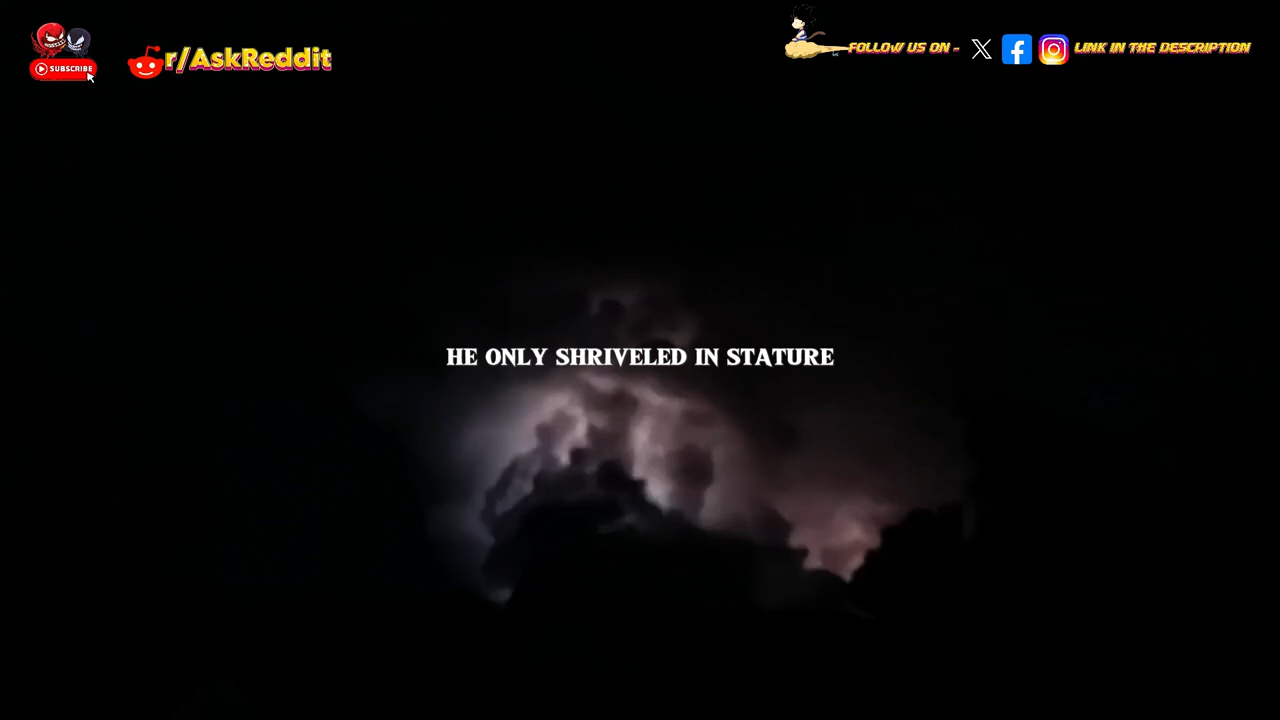 SUBSCRIBE
r/AskReddit
FOLLOW US ON -
LINK IN THE DESCRIPTION
HE ONLY SHRIVELED IN STATURE